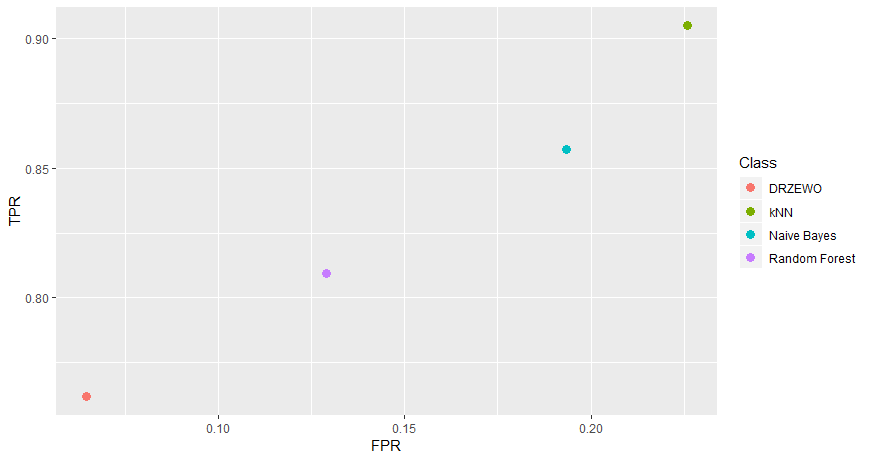 0.90
0.85
0.80
TPR
0.10
0.15
0.20
FPR
Class
DRZEWO
kNN
Naive Bayes
Random Forest